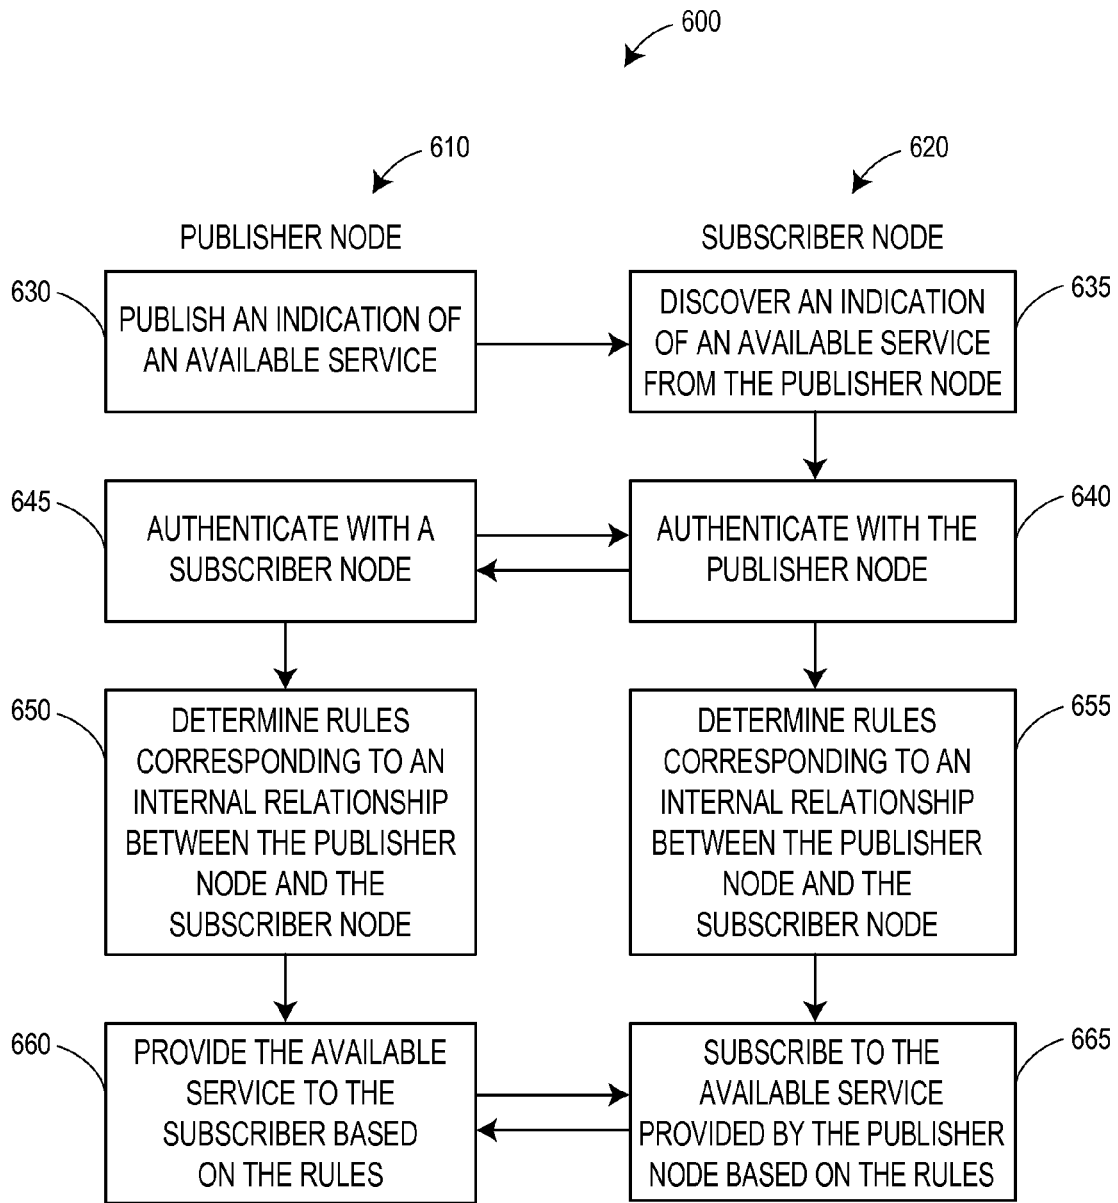 600
610
620
PUBLISHER NODE
SUBSCRIBER NODE
630
PUBLISH AN INDICATION OF
AN AVAILABLE SERVICE
635
DISCOVER AN INDICATION
OF AN AVAILABLE SERVICE
FROM THE PUBLISHER NODE
645
AUTHENTICATE WITH A
SUBSCRIBER NODE
640
AUTHENTICATE WITH THE
PUBLISHER NODE
650
DETERMINE RULES
CORRESPONDING TO AN
INTERNAL RELATIONSHIP
BETWEEN THE PUBLISHER
NODE AND THE
SUBSCRIBER NODE
655
DETERMINE RULES
CORRESPONDING TO AN
INTERNAL RELATIONSHIP
BETWEEN THE PUBLISHER
NODE AND THE
SUBSCRIBER NODE
660
PROVIDE THE AVAILABLE
SERVICE TO THE
SUBSCRIBER BASED
ON THE RULES
665
SUBSCRIBE TO THE
AVAILABLE SERVICE
PROVIDED BY THE PUBLISHER
NODE BASED ON THE RULES